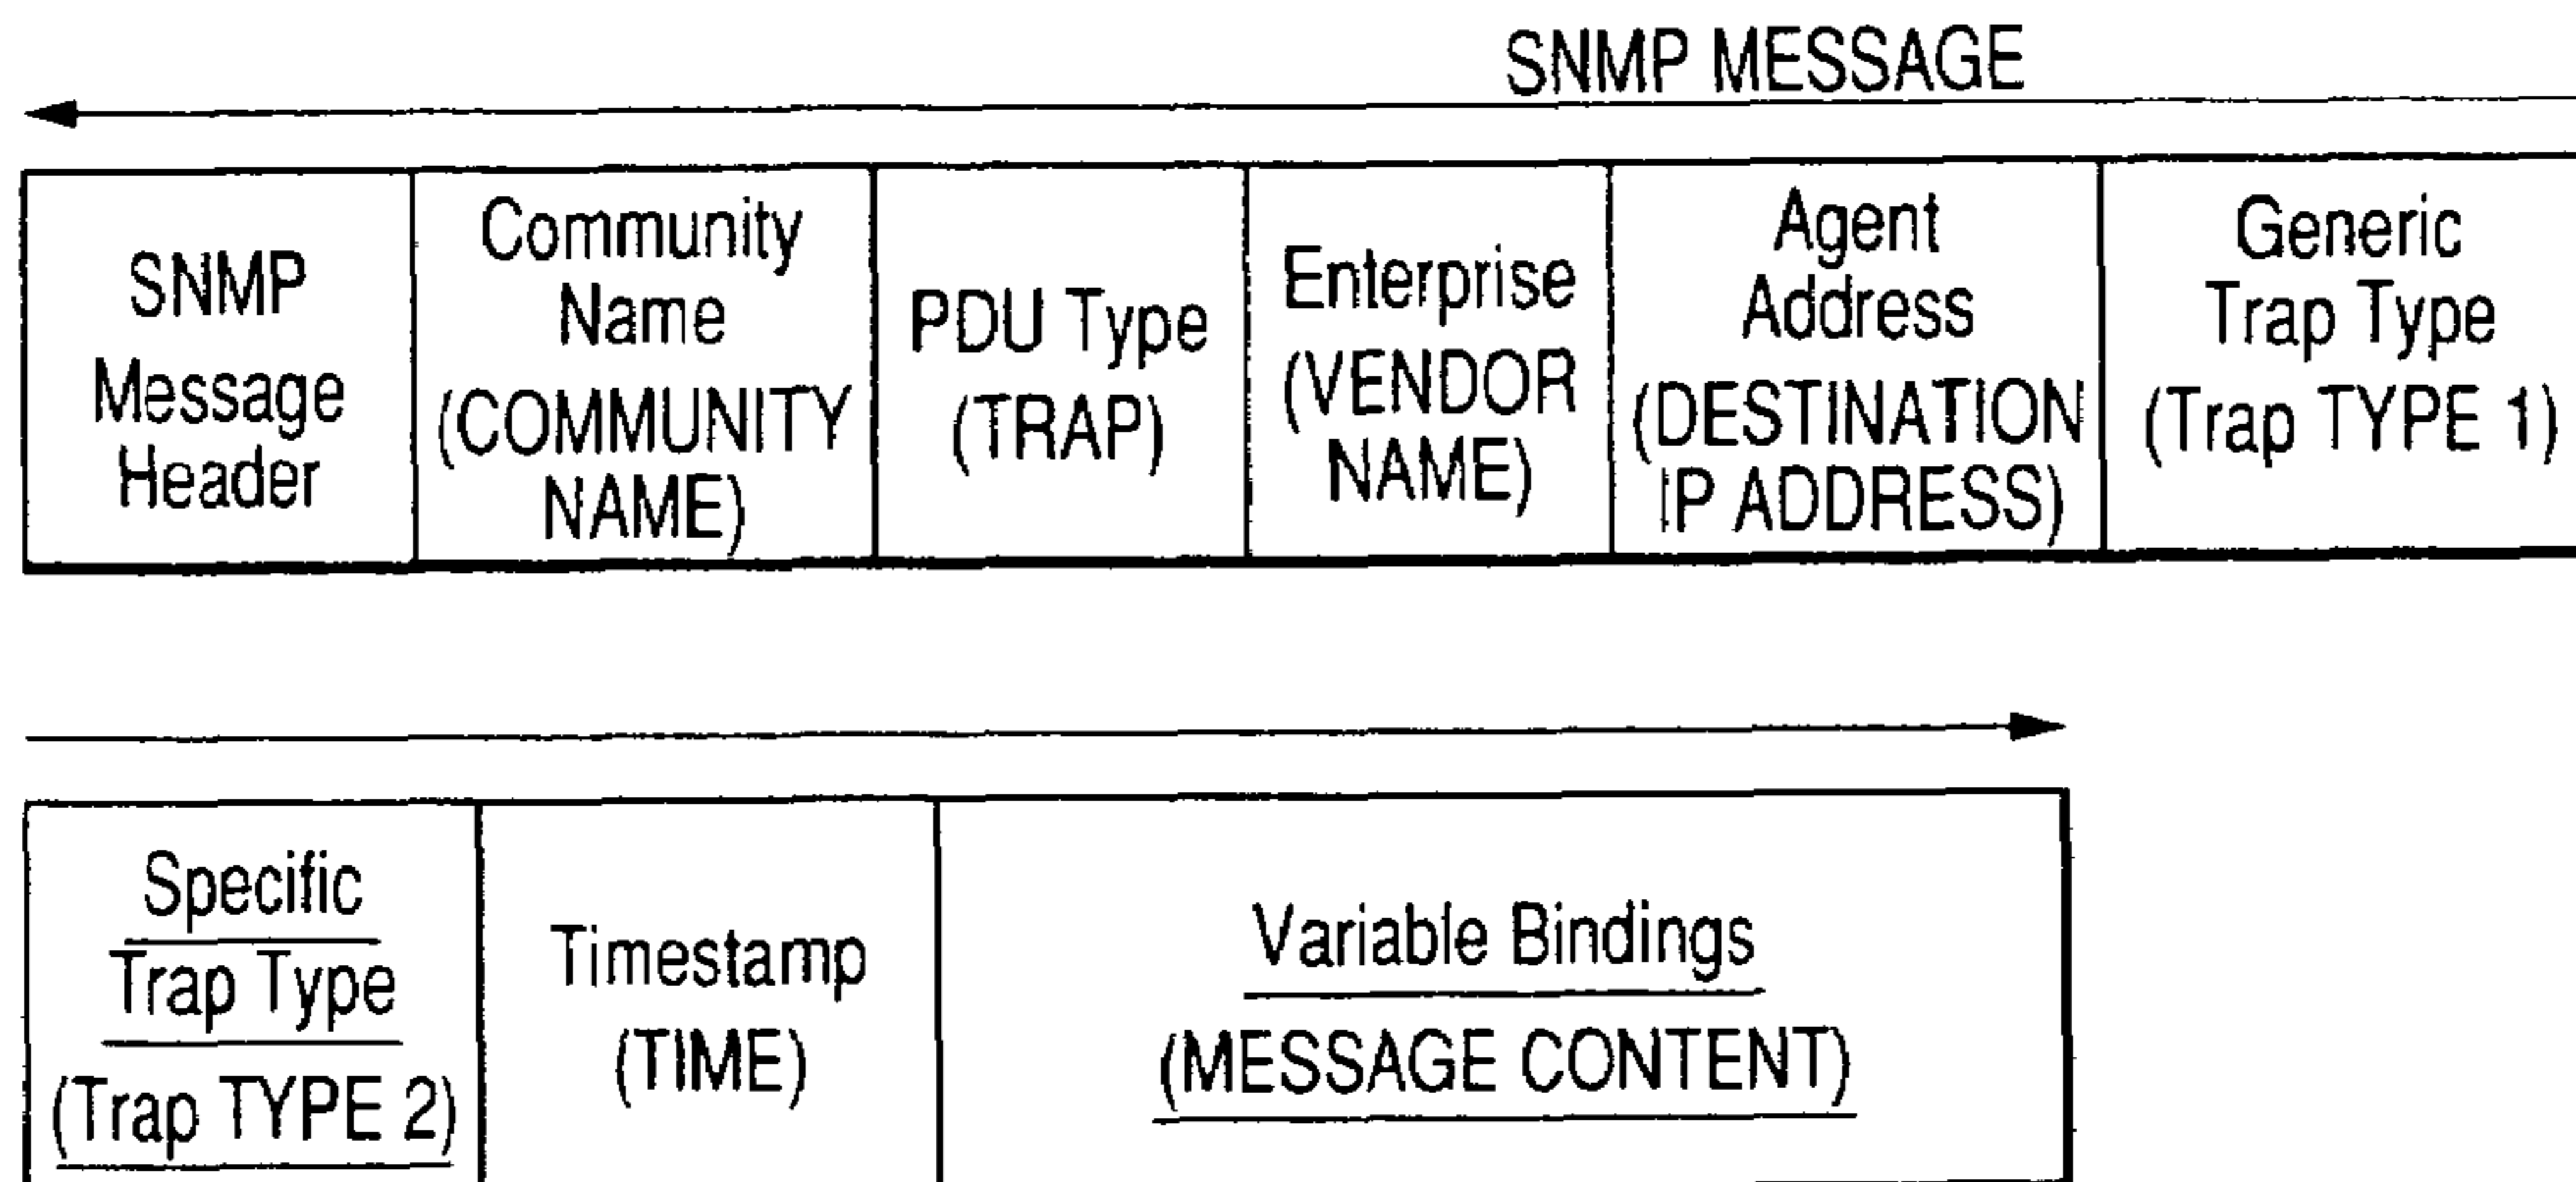 SNMP MESSAGE
SNMP
Message
Header
Community
Name
(COMMUNITY
NAME)
PDU Type
(TRAP)
Enterprise
(VENDOR
NAME)
Agent
Address
(DESTINATION
IP ADDRESS)
Generic
Trap Type
(Trap TYPE 1)
Specific
Trap Type
(Trap TYPE 2)
Timestamp
(TIME)
Variable Bindings
(MESSAGE CONTENT)